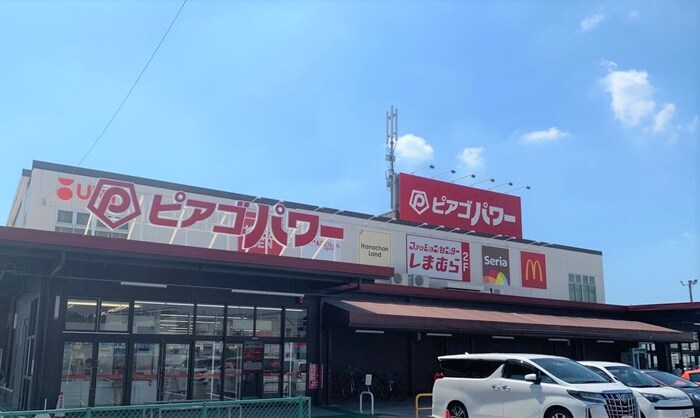 ピアゴパワー
ピアゴパワー
Hanachan
Land
ファッションセンター
しまむら
2F
Seria